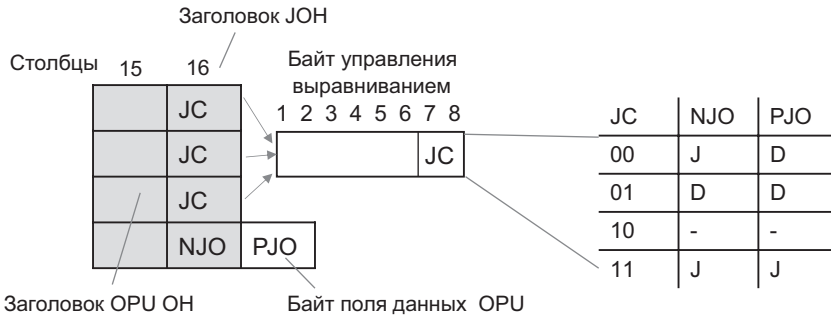 Заголовок JOH
Столбцы 15 16
Байт управления
выравниванием
1 2 3 4 5 6 7 8
JC
JC
JC
NJO PJO
JC
JC NJO PJO
00 J D
01 D D
10 - -
11 J J
Заголовок OPU OH
Байт поля данных OPU